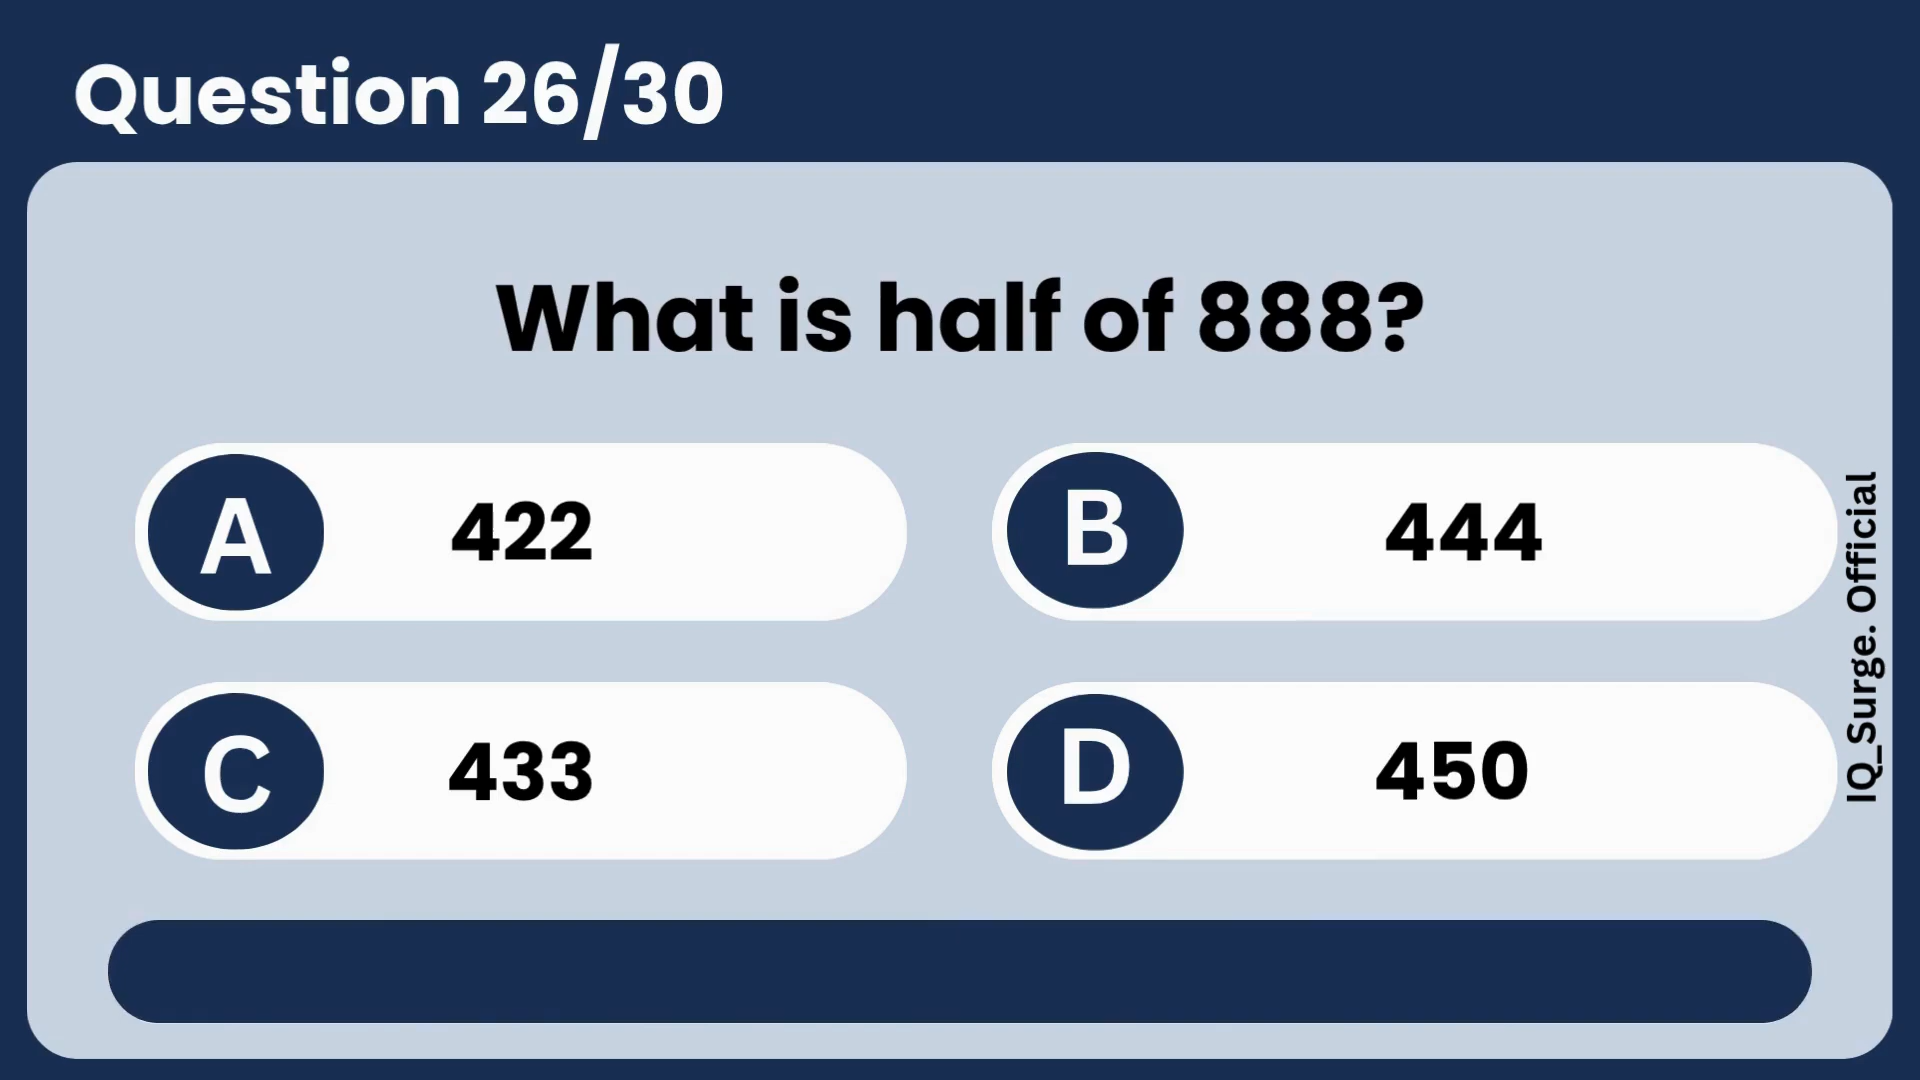 Question 26/30
What is half of 888?
A 422
B 444
C 433
D 450
IQ_Surge. Official